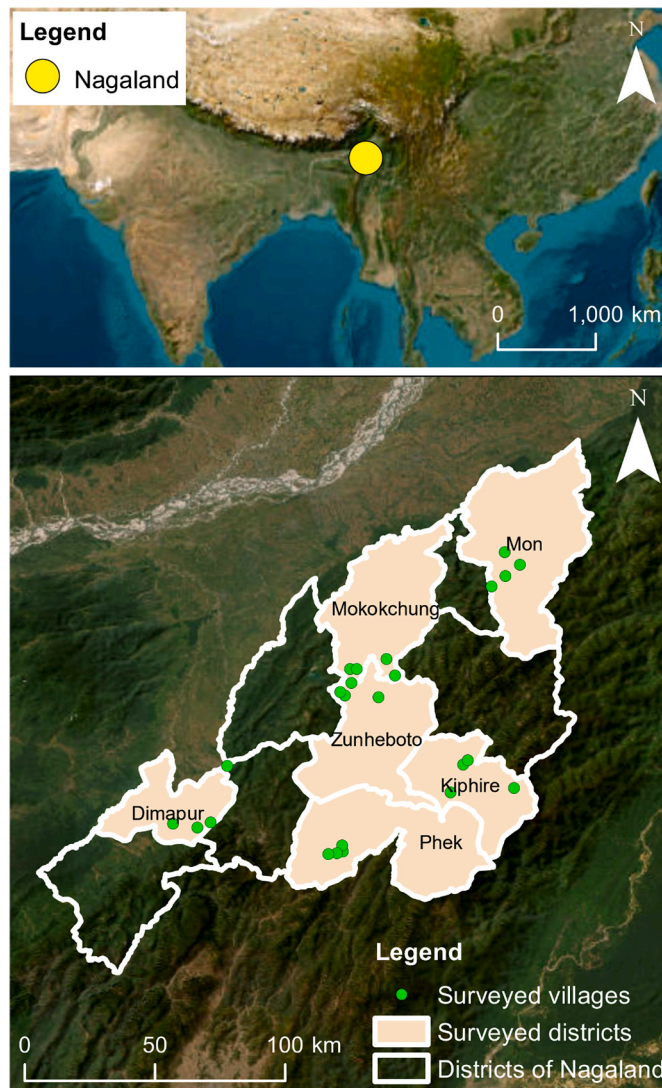 Legend
Nagaland
N
0 1,000 km
N
Mon
Mokokchung
Zunheboto
Kiphire
Dimapur
Phek
Legend
Surveyed villages
Surveyed districts
Districts of Nagaland
0 50 100 km